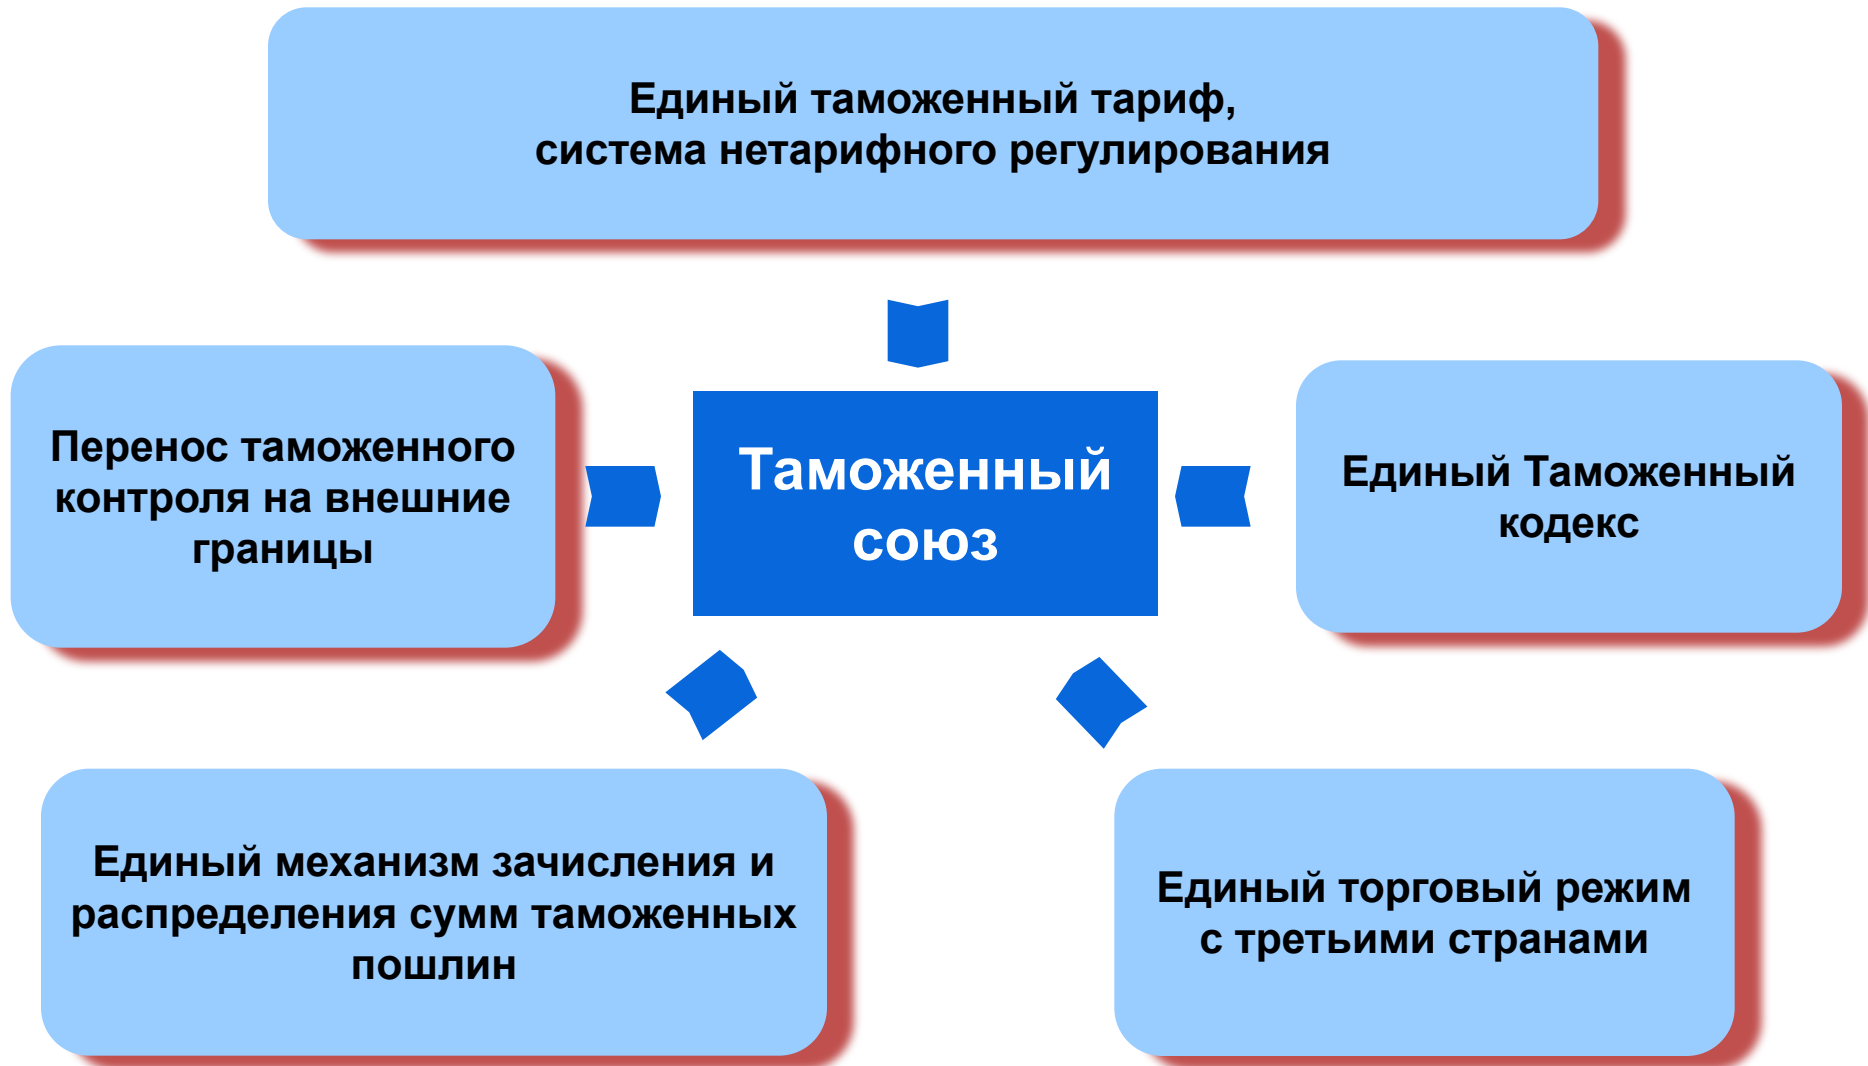 Единый таможенный тариф,
система нетарифного регулирования
Перенос таможенного
контроля на внешние
границы
Таможенный
союз
Единый Таможенный
кодекс
Единый механизм зачисления и
распределения сумм таможенных
пошлин
Единый торговый режим
с третьими странами